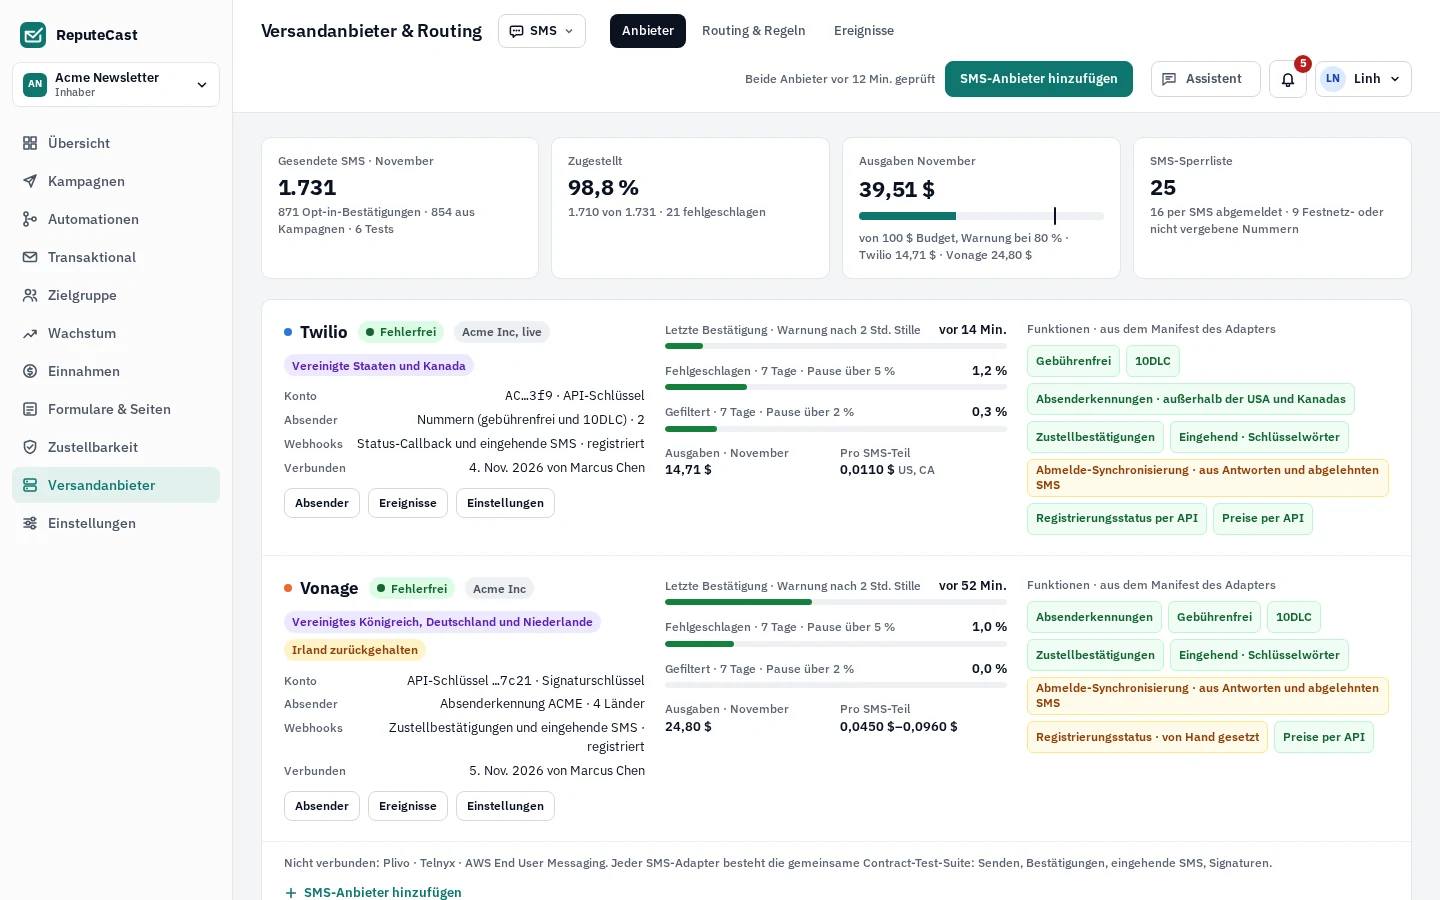 ReputeCast
AN
Acme Newsletter
Inhaber
Übersicht
Kampagnen
Automationen
Transaktional
Zielgruppe
Wachstum
Einnahmen
Formulare & Seiten
Zustellbarkeit
Versandanbieter
Einstellungen
Versandanbieter & Routing
SMS
Anbieter
Routing & Regeln
Ereignisse
Beide Anbieter vor 12 Min. geprüft
SMS-Anbieter hinzufügen
Assistent
5
LN
Linh
Gesendete SMS · November
1.731
871 Opt-in-Bestätigungen · 854 aus
Kampagnen · 6 Tests
Zugestellt
98,8 %
1.710 von 1.731 · 21 fehlgeschlagen
Ausgaben November
39,51 $
von 100 $ Budget, Warnung bei 80 % ·
Twilio 14,71 $ · Vonage 24,80 $
SMS-Sperrliste
25
16 per SMS abgemeldet · 9 Festnetz- oder
nicht vergebene Nummern
Twilio
Fehlerfrei
Acme Inc, live
Vereinigte Staaten und Kanada
Konto
AC…3f9 · API-Schlüssel
Absender
Nummern (gebührenfrei und 10DLC) · 2
Webhooks
Status-Callback und eingehende SMS · registriert
Verbunden
4. Nov. 2026 von Marcus Chen
Absender
Ereignisse
Einstellungen
Letzte Bestätigung · Warnung nach 2 Std. Stille
vor 14 Min.
Fehlgeschlagen · 7 Tage · Pause über 5 %
1,2 %
Gefiltert · 7 Tage · Pause über 2 %
0,3 %
Ausgaben · November
14,71 $
Pro SMS-Teil
0,0110 $ US, CA
Funktionen · aus dem Manifest des Adapters
Gebührenfrei
10DLC
Absenderkennungen · außerhalb der USA und Kanadas
Zustellbestätigungen
Eingehend · Schlüsselwörter
Abmelde-Synchronisierung · aus Antworten und abgelehnten
SMS
Registrierungsstatus per API
Preise per API
Vonage
Fehlerfrei
Acme Inc
Vereinigtes Königreich, Deutschland und Niederlande
Irland zurückgehalten
Konto
API-Schlüssel …7c21 · Signaturschlüssel
Absender
Absenderkennung ACME · 4 Länder
Webhooks
Zustellbestätigungen und eingehende SMS ·
registriert
Verbunden
5. Nov. 2026 von Marcus Chen
Absender
Ereignisse
Einstellungen
Letzte Bestätigung · Warnung nach 2 Std. Stille
vor 52 Min.
Fehlgeschlagen · 7 Tage · Pause über 5 %
1,0 %
Gefiltert · 7 Tage · Pause über 2 %
0,0 %
Ausgaben · November
24,80 $
Pro SMS-Teil
0,0450 $–0,0960 $
Funktionen · aus dem Manifest des Adapters
Absenderkennungen
Gebührenfrei
10DLC
Zustellbestätigungen
Eingehend · Schlüsselwörter
Abmelde-Synchronisierung · aus Antworten und abgelehnten
SMS
Registrierungsstatus · von Hand gesetzt
Preise per API
Nicht verbunden: Plivo · Telnyx · AWS End User Messaging. Jeder SMS-Adapter besteht die gemeinsame Contract-Test-Suite: Senden, Bestätigungen, eingehende SMS, Signaturen.
SMS-Anbieter hinzufügen